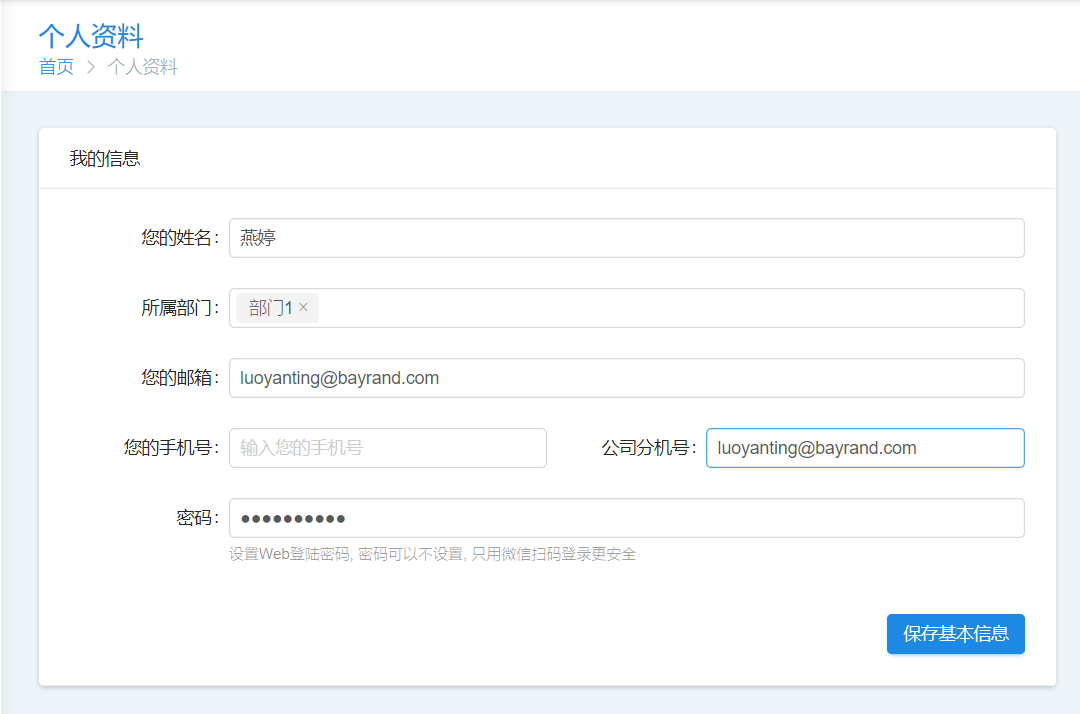 个人资料
首页 > 个人资料
我的信息
您的姓名: 燕婷
所属部门: 部门1 ×
您的邮箱: luoyanting@bayrand.com
您的手机号: 输入您的手机号 公司分机号: luoyanting@bayrand.com
密码: ●●●●●●●●●●
设置Web登陆密码, 密码可以不设置, 只用微信扫码登录更安全
保存基本信息